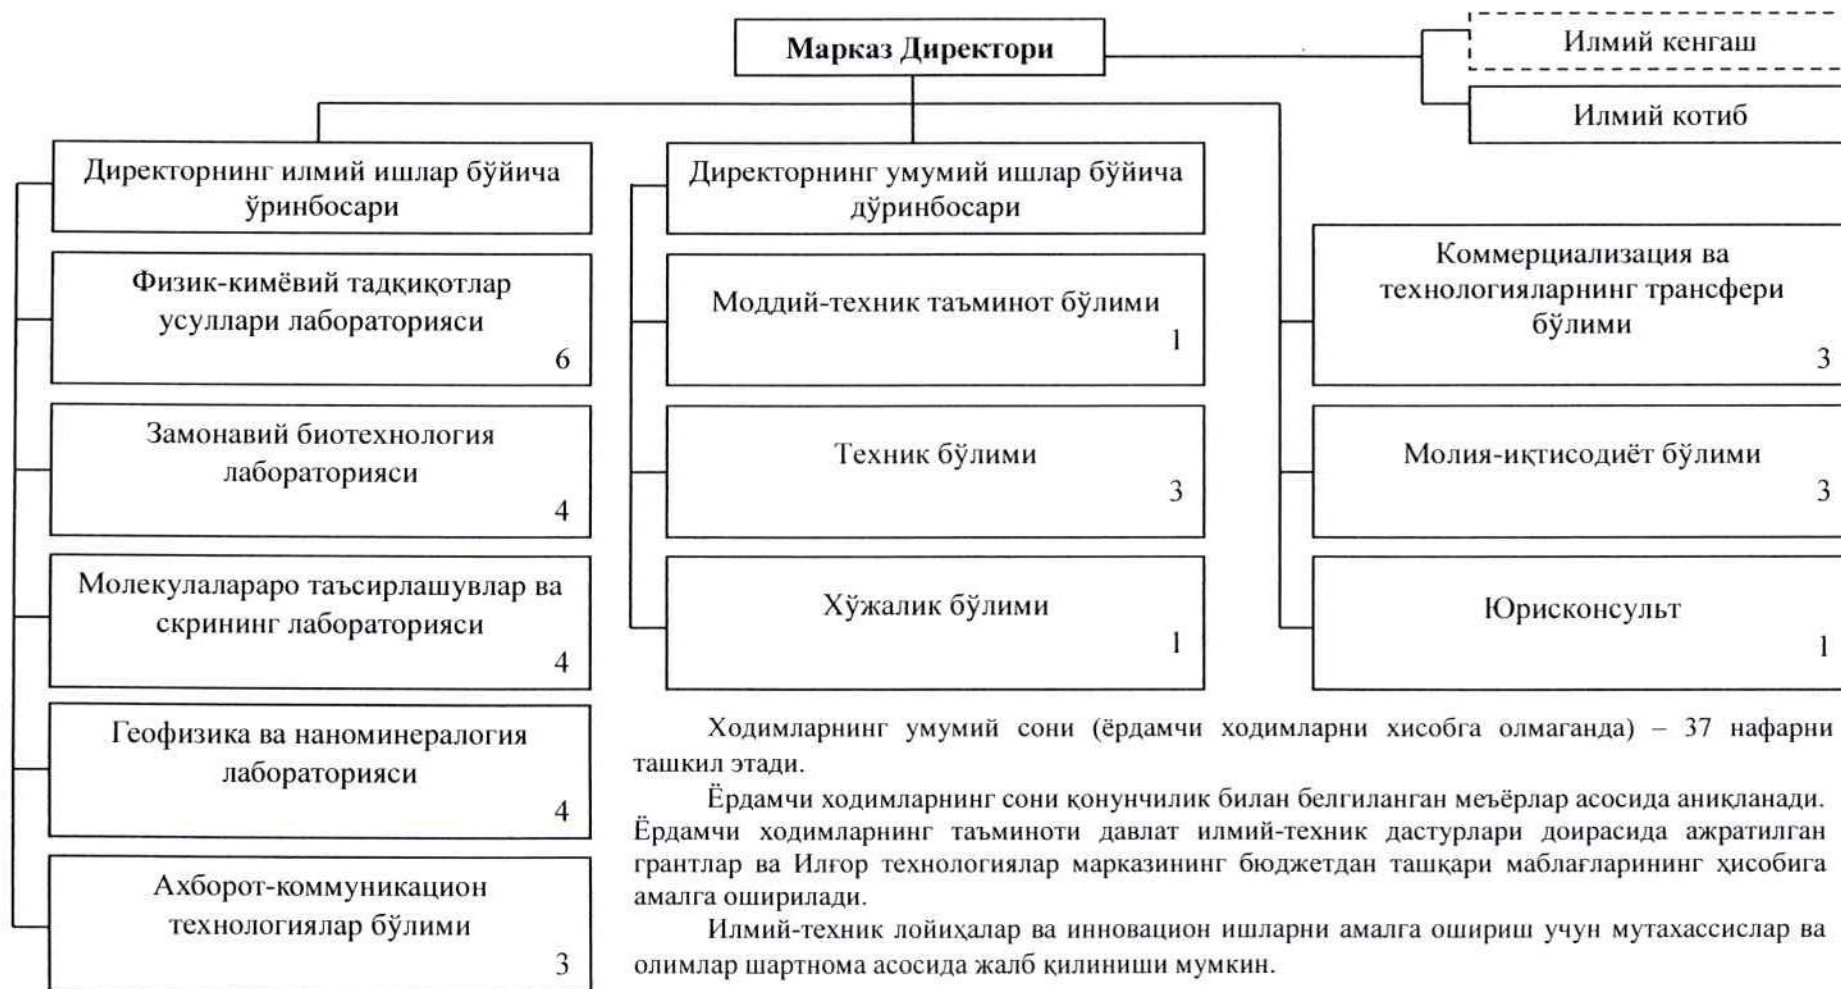 Марказ Директори
Илмий кенгаш
Илмий котиб
Директорнинг илмий ишлар бўйича
ўринбосари
Физик-кимёвий тадқиқотлар
усуллари лабораторияси
6
Замонавий биотехнология
лабораторияси
4
Молекулалараро таъсирлашувлар ва
скрининг лабораторияси
4
Геофизика ва наноминералогия
лабораторияси
4
Ахборот-коммуникацион
технологиялар бўлими
3
Директорнинг умумий ишлар бўйича
дўринбосари
Моддий-техник таъминот бўлими
1
Техник бўлими
3
Хўжалик бўлими
1
Коммерциализация ва
технологияларнинг трансфери
бўлими
3
Молия-иқтисодиёт бўлими
3
Юрисконсульт
1
Ходимларнинг умумий сони (ёрдамчи ходимларни хисобга олмаганда) – 37 нафарни
ташкил этади.
Ёрдамчи ходимларнинг сони қонунчилик билан белгиланган меъёрлар асосида аниқланади.
Ёрдамчи ходимларнинг таъминоти давлат илмий-техник дастурлари доирасида ажратилган
грантлар ва Илғор технологиялар марказининг бюджетдан ташқари маблағларининг ҳисобига
амалга оширилади.
Илмий-техник лойиҳалар ва инновацион ишларни амалга ошириш учун мутахассислар ва
олимлар шартнома асосида жалб қилиниши мумкин.